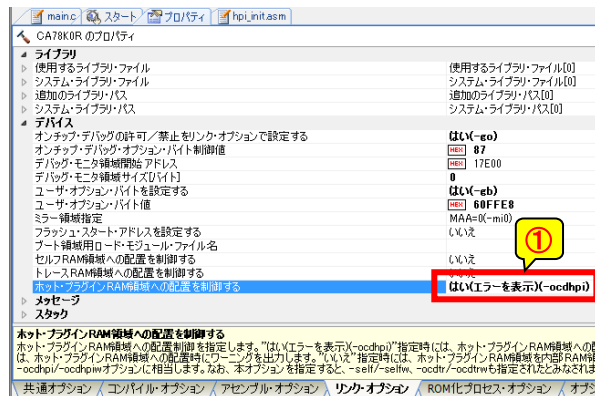 main.c スタート プロパティ hpi_init.asm
CA78K0R のプロパティ
ライブラリ
使用するライブラリ・ファイル 使用するライブラリ・ファイル[0]
システム・ライブラリ・ファイル システム・ライブラリ・ファイル[0]
追加のライブラリ・パス 追加のライブラリ・パス[0]
システム・ライブラリ・パス システム・ライブラリ・パス[0]
デバイス
オンチップ・デバッグの許可／禁止をリンク・オプションで設定する はい(-go)
オンチップ・デバッグ・オプション・バイト制御値 HEX 87
デバッグ・モニタ領域開始アドレス HEX 17E00
デバッグ・モニタ領域サイズ[バイト] 0
ユーザ・オプション・バイトを設定する はい(-gb)
ユーザ・オプション・バイト値 HEX 60FFE8
ミラー領域指定 MAA=0(-mi0)
フラッシュ・スタート・アドレスを設定する いいえ
ブート領域用ロード・モジュール・ファイル名
①
セルフRAM領域への配置を制御する いいえ
トレースRAM領域への配置を制御する
ホット・プラグインRAM領域への配置を制御する はい(エラーを表示)(-ocdhpi)
メッセージ
スタック
ホット・プラグインRAM領域への配置を制御する
ホット・プラグインRAM領域への配置制御を指定します。"はい(エラーを表示)(-ocdhpi)"指定時には、ホット・プラグインRAM領域への配
は、ホット・プラグインRAM領域への配置時にワーニングを出力します。"いいえ"指定時には、ホット・プラグインRAM領域を内部RAM領
-ocdhpi/-ocdhpiwオプションに相当します。なお、本オプションを指定すると、-self/-selfw、-ocdtr/-ocdtrwも指定されたとみなされま
共通オプション コンパイル・オプション アセンブル・オプション リンク・オプション ROM化プロセス・オプション オブ